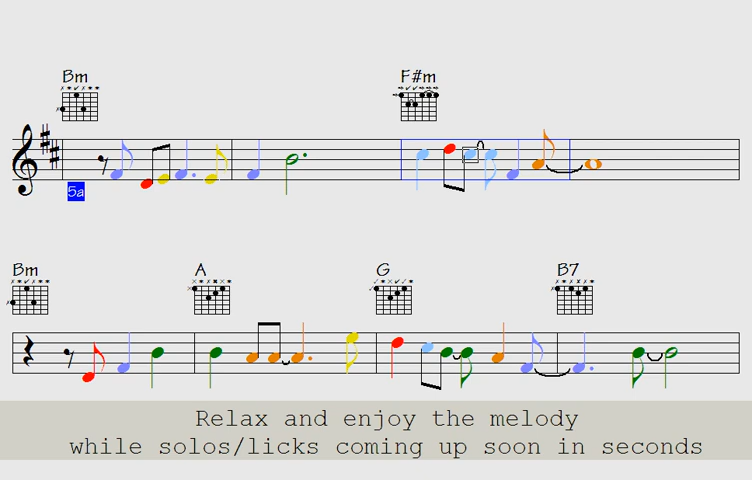 Bm F#m
5a
Bm A G B7
Relax and enjoy the melody
while solos/licks coming up soon in seconds